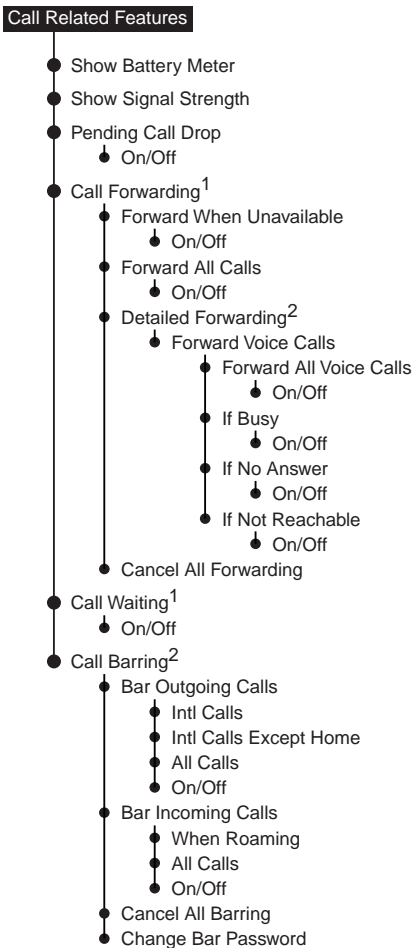 Call Related Features
Show Battery Meter
Show Signal Strength
Pending Call Drop
On/Off
Call Forwarding1
Forward When Unavailable
On/Off
Forward All Calls
On/Off
Detailed Forwarding2
Forward Voice Calls
Forward All Voice Calls
On/Off
If Busy
On/Off
If No Answer
On/Off
If Not Reachable
On/Off
Cancel All Forwarding
Call Waiting1
On/Off
Call Barring2
Bar Outgoing Calls
Intl Calls
Intl Calls Except Home
All Calls
On/Off
Bar Incoming Calls
When Roaming
All Calls
On/Off
Cancel All Barring
Change Bar Password